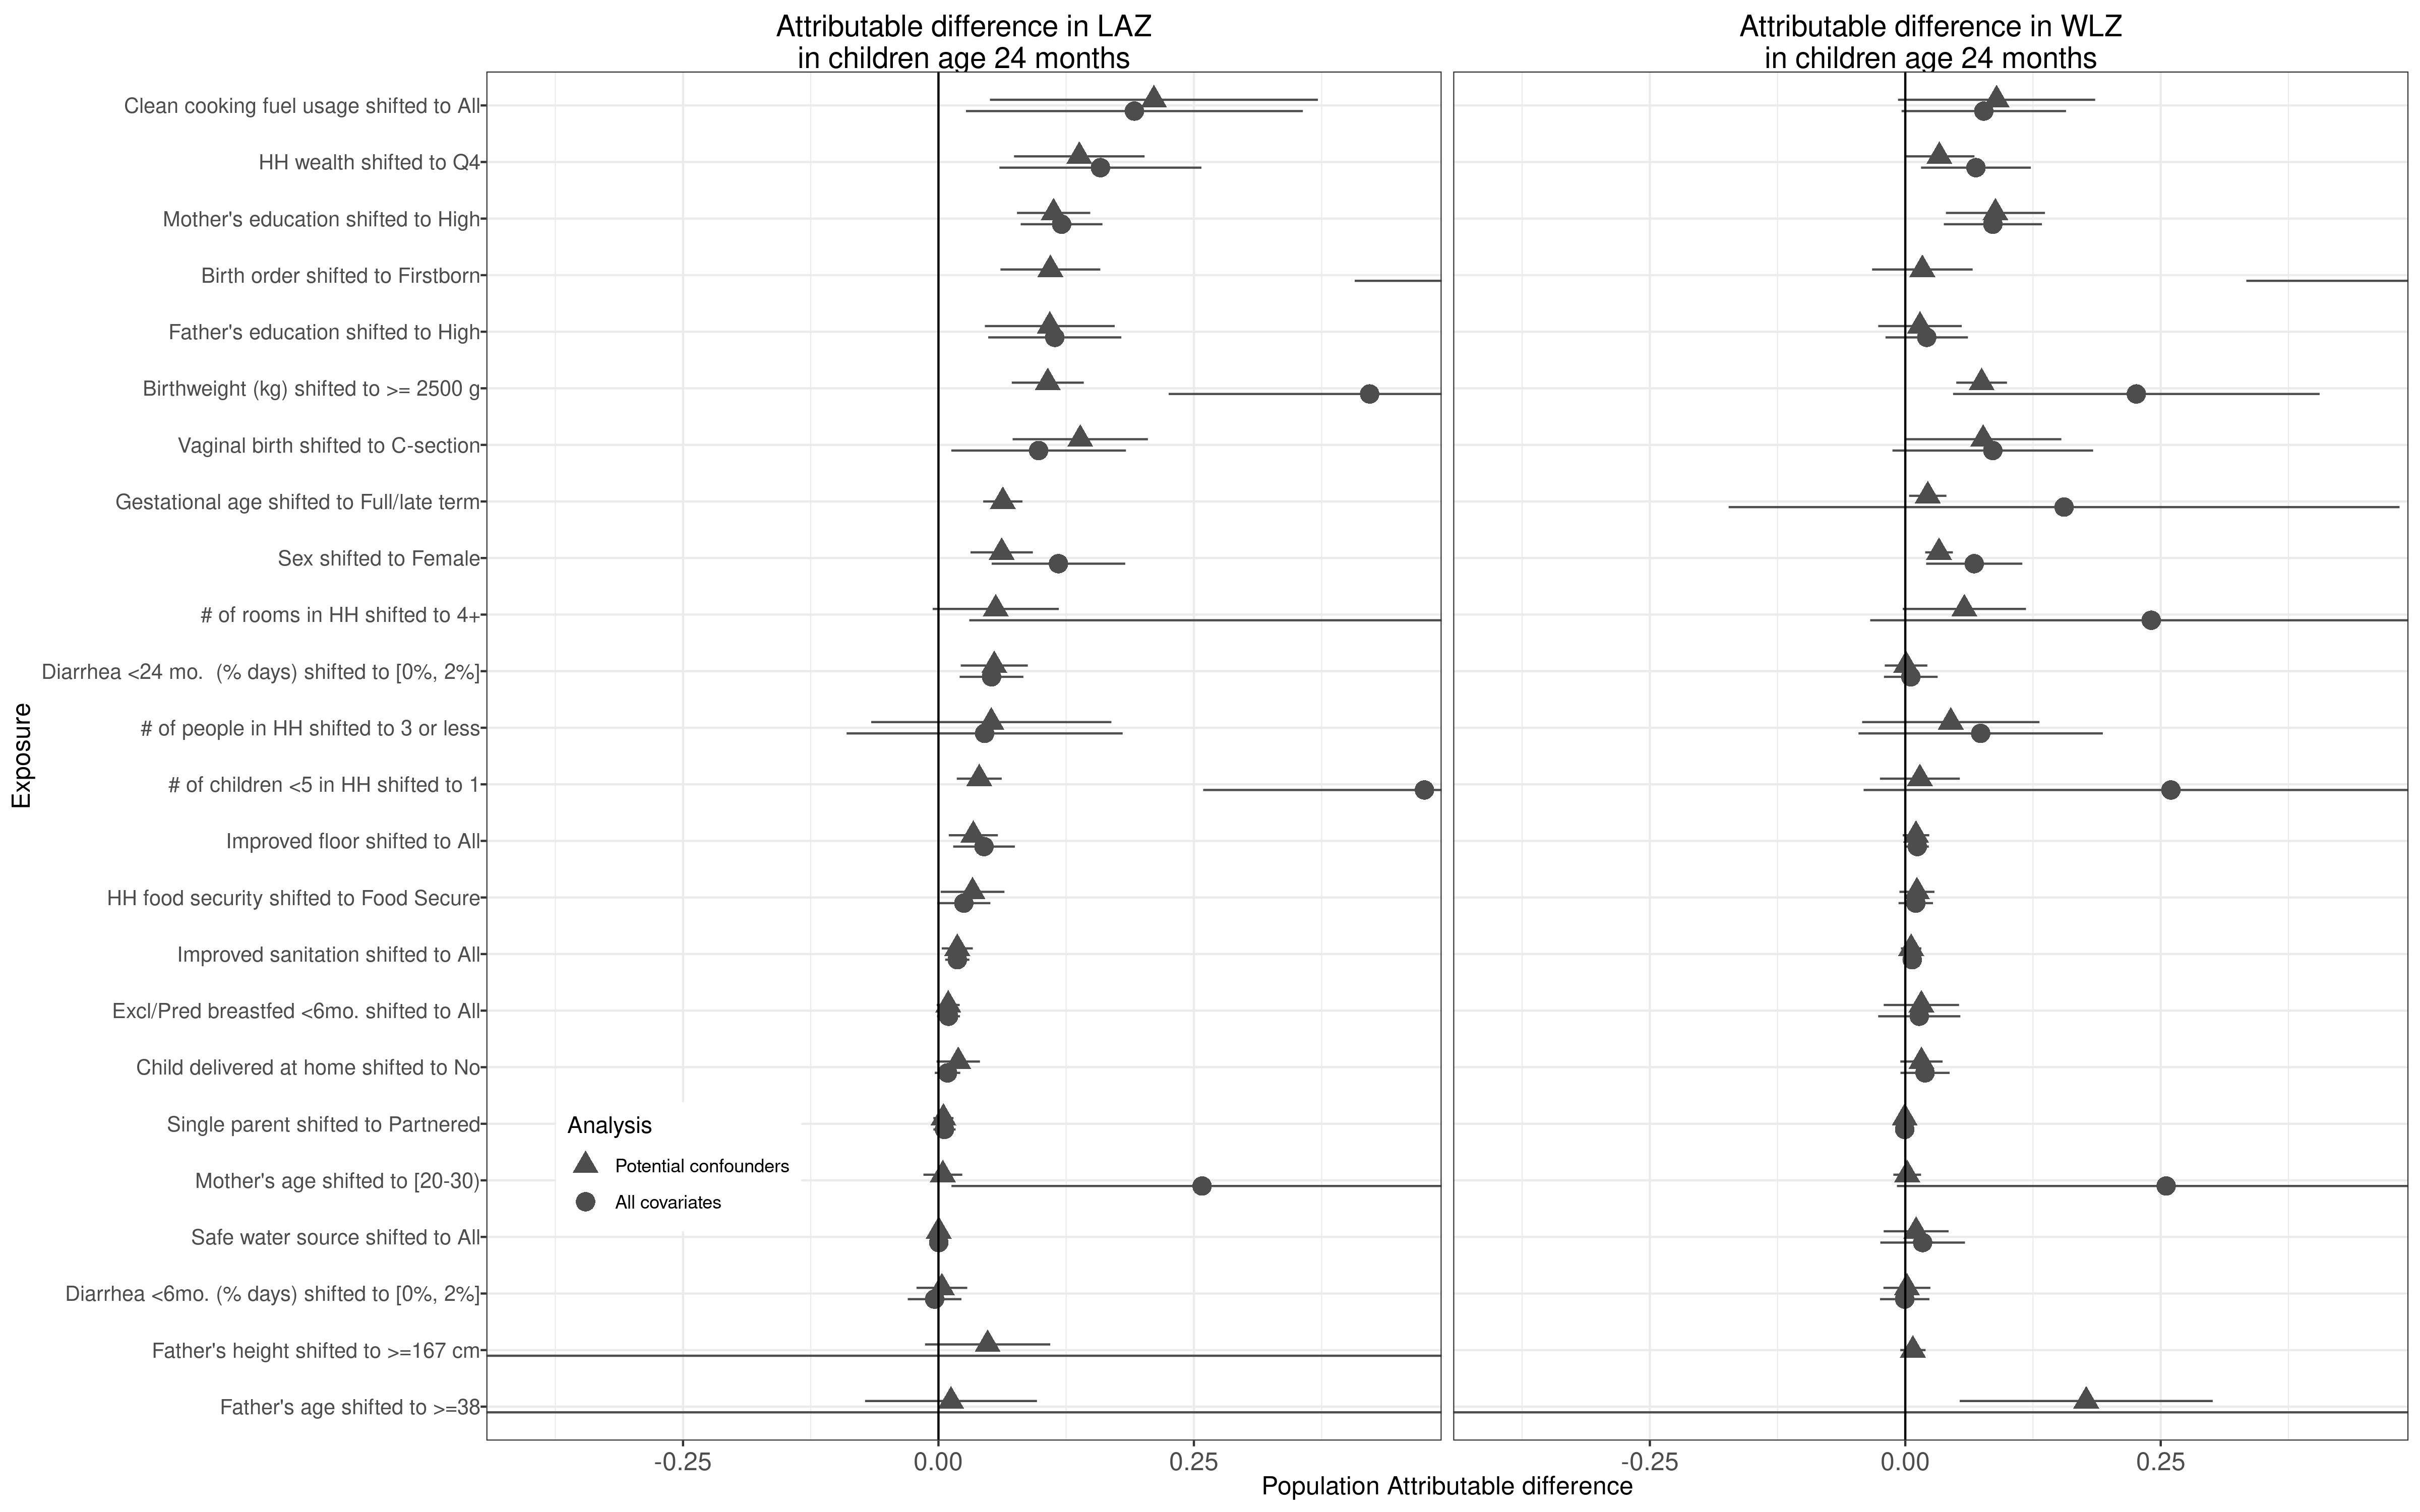 Attributable difference in LAZ
in children age 24 months
Attributable difference in WLZ
in children age 24 months
Exposure
Clean cooking fuel usage shifted to All
HH wealth shifted to Q4
Mother's education shifted to High
Birth order shifted to Firstborn
Father's education shifted to High
Birthweight (kg) shifted to >= 2500 g
Vaginal birth shifted to C-section
Gestational age shifted to Full/late term
Sex shifted to Female
# of rooms in HH shifted to 4+
Diarrhea <24 mo.  (% days) shifted to [0%, 2%]
# of people in HH shifted to 3 or less
# of children <5 in HH shifted to 1
Improved floor shifted to All
HH food security shifted to Food Secure
Improved sanitation shifted to All
Excl/Pred breastfed <6mo. shifted to All
Child delivered at home shifted to No
Single parent shifted to Partnered
Mother's age shifted to [20-30)
Safe water source shifted to All
Diarrhea <6mo. (% days) shifted to [0%, 2%]
Father's height shifted to >=167 cm
Father's age shifted to >=38
Analysis
Potential confounders
All covariates
-0.25 0.00 0.25
-0.25 0.00 0.25
Population Attributable difference